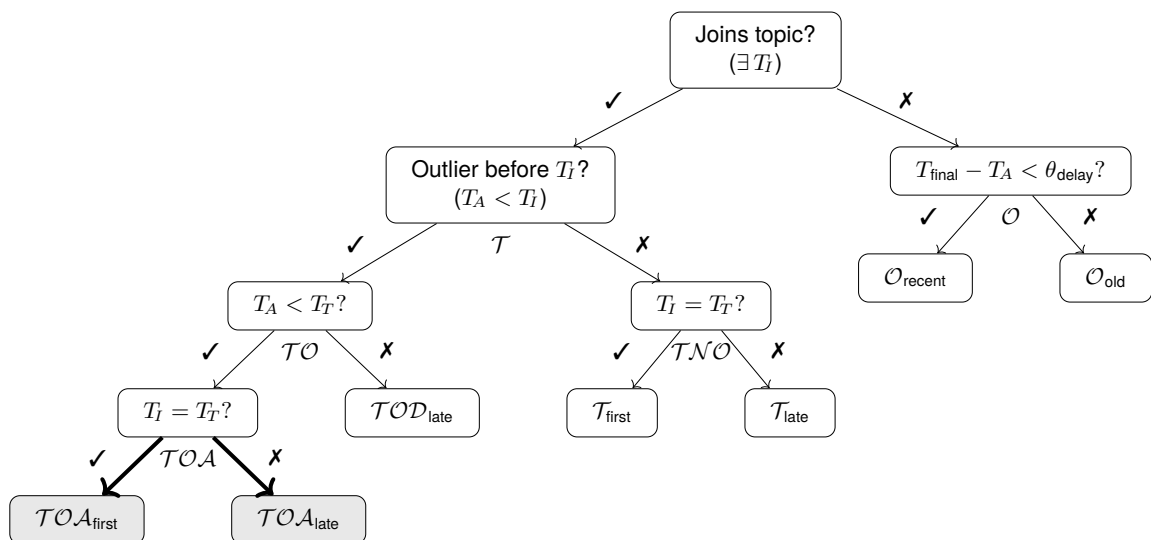 Joins topic?
(∃ T_I)
✓ ✗
Outlier before T_I?
(T_A < T_I)
T_final − T_A < θ_delay?
✓ 𝒯 ✗
✓ 𝒪 ✗
T_A < T_T?
T_I = T_T?
𝒪_recent
𝒪_old
✓ 𝒯𝒪 ✗
✓ 𝒯𝒩𝒪 ✗
T_I = T_T?
𝒯𝒪𝒟_late
𝒯_first
𝒯_late
✓ 𝒯𝒪𝒜 ✗
𝒯𝒪𝒜_first
𝒯𝒪𝒜_late